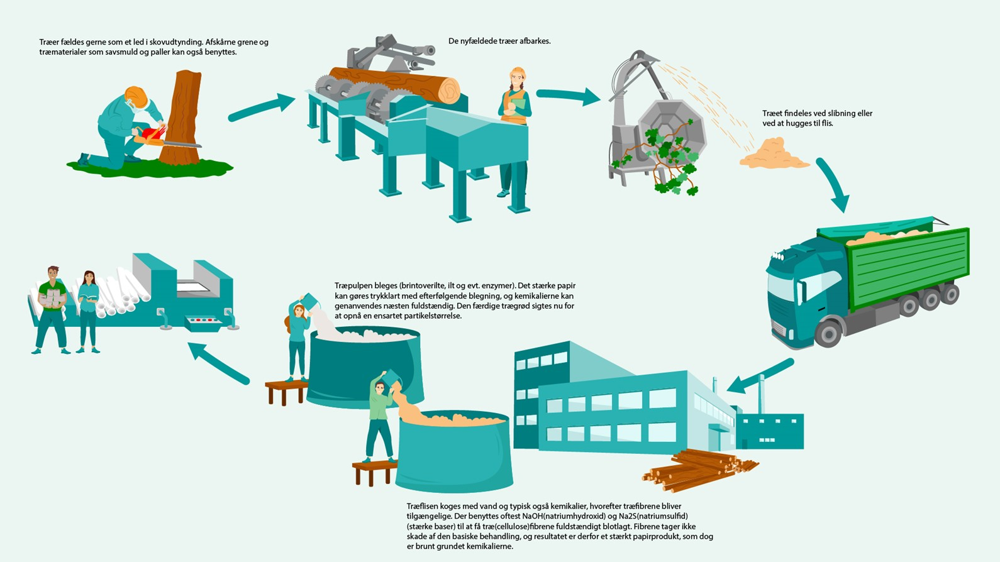 Træer fældes gerne som et led i skovudtynding. Afskårne grene og
træmaterialer som savsmuld og paller kan også benyttes.
De nyfældede træer afbarkes.
Træet findeles ved slibning eller
ved at hugges til flis.
Træpulpen bleges (brintoverilte, ilt og evt. enzymer). Det stærke papir
kan gøres trykklart med efterfølgende blegning, og kemikalierne kan
genanvendes næsten fuldstændig. Den færdige trægrød sigtes nu for
at opnå en ensartet partikelstørrelse.
Træflisen koges med vand og typisk også kemikalier, hvorefter træfibrene bliver
tilgængelige. Der benyttes oftest NaOH(natriumhydroxid) og Na2S(natriumsulfid)
(stærke baser) til at få træ(cellulose)fibrene fuldstændigt blotlagt. Fibrene tager ikke
skade af den basiske behandling, og resultatet er derfor et stærkt papirprodukt, som dog
er brunt grundet kemikalierne.